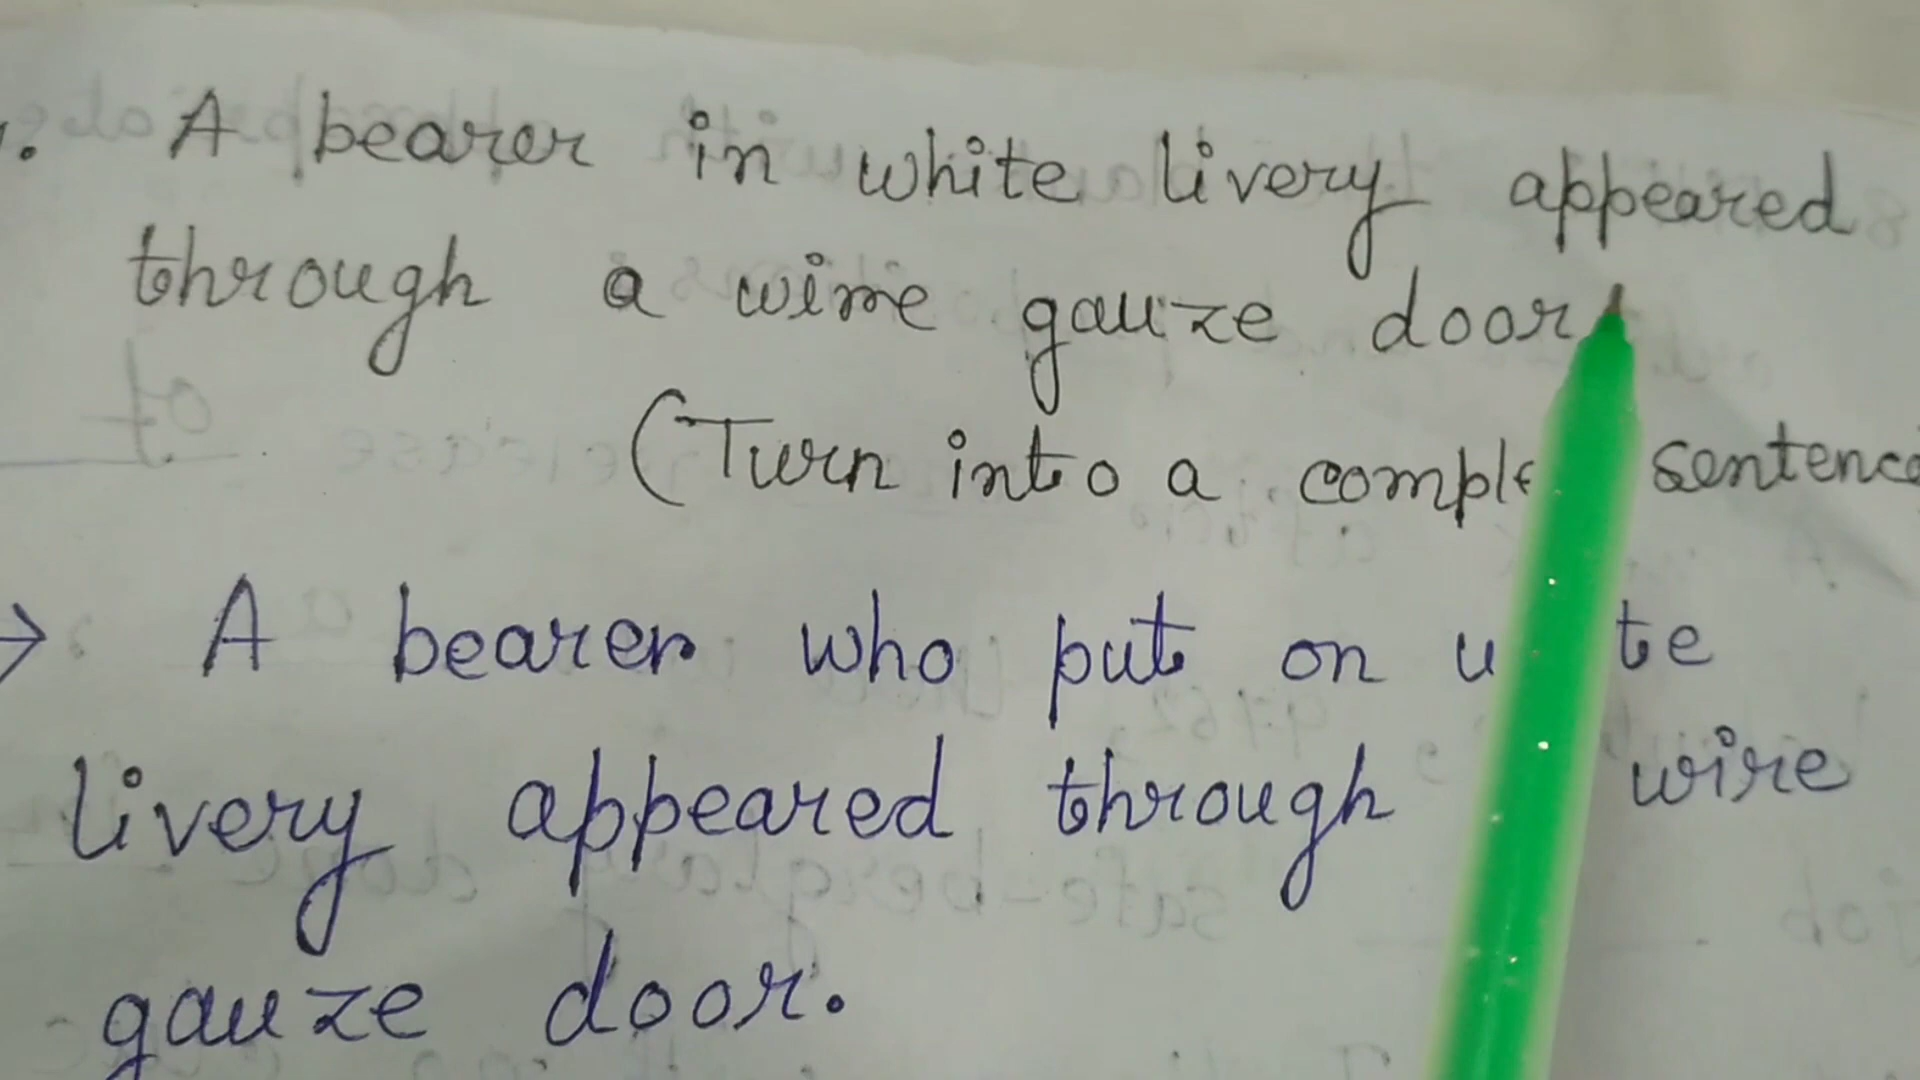 . A bearer in white livery appeared
through a wire gauze door
(Turn into a comple sentence
→ A bearer who put on te
livery appeared through wire
gauze door.